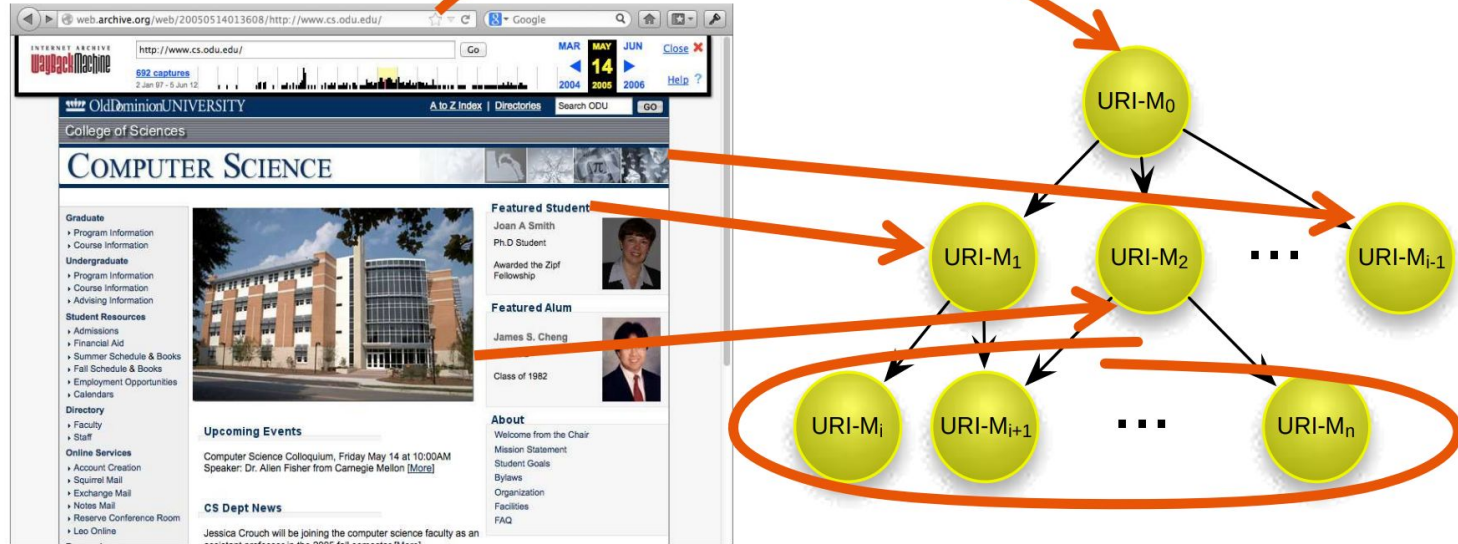 web.archive.org/web/20050514013608/http://www.cs.odu.edu/
Google
INTERNET ARCHIVE
WayBackMachine
http://www.cs.odu.edu/
Go
692 captures
2 Jan 97 - 5 Jun 12
MAR MAY JUN
14
2004 2005 2006
Close
Help ?
OldDominionUNIVERSITY
A to Z Index | Directories
Search ODU
GO
College of Sciences
COMPUTER SCIENCE
Graduate
Program Information
Course Information
Undergraduate
Program Information
Course Information
Advising Information
Student Resources
Admissions
Financial Aid
Summer Schedule & Books
Fall Schedule & Books
Employment Opportunities
Calendars
Directory
Faculty
Staff
Online Services
Account Creation
Squirrel Mail
Exchange Mail
Notes Mail
Reserve Conference Room
Leo Online
Upcoming Events
Computer Science Colloquium, Friday May 14 at 10:00AM
Speaker: Dr. Allen Fisher from Carnegie Mellon [More]
CS Dept News
Jessica Crouch will be joining the computer science faculty as an
assistant professor in the 2005 fall semester [More]
Featured Student
Joan A Smith
Ph.D Student
Awarded the Zipf
Fellowship
Featured Alum
James S. Cheng
Class of 1982
About
Welcome from the Chair
Mission Statement
Student Goals
Bylaws
Organization
Facilities
FAQ
URI-M0
URI-M1
URI-M2
...
URI-Mi-1
URI-Mi
URI-Mi+1
...
URI-Mn